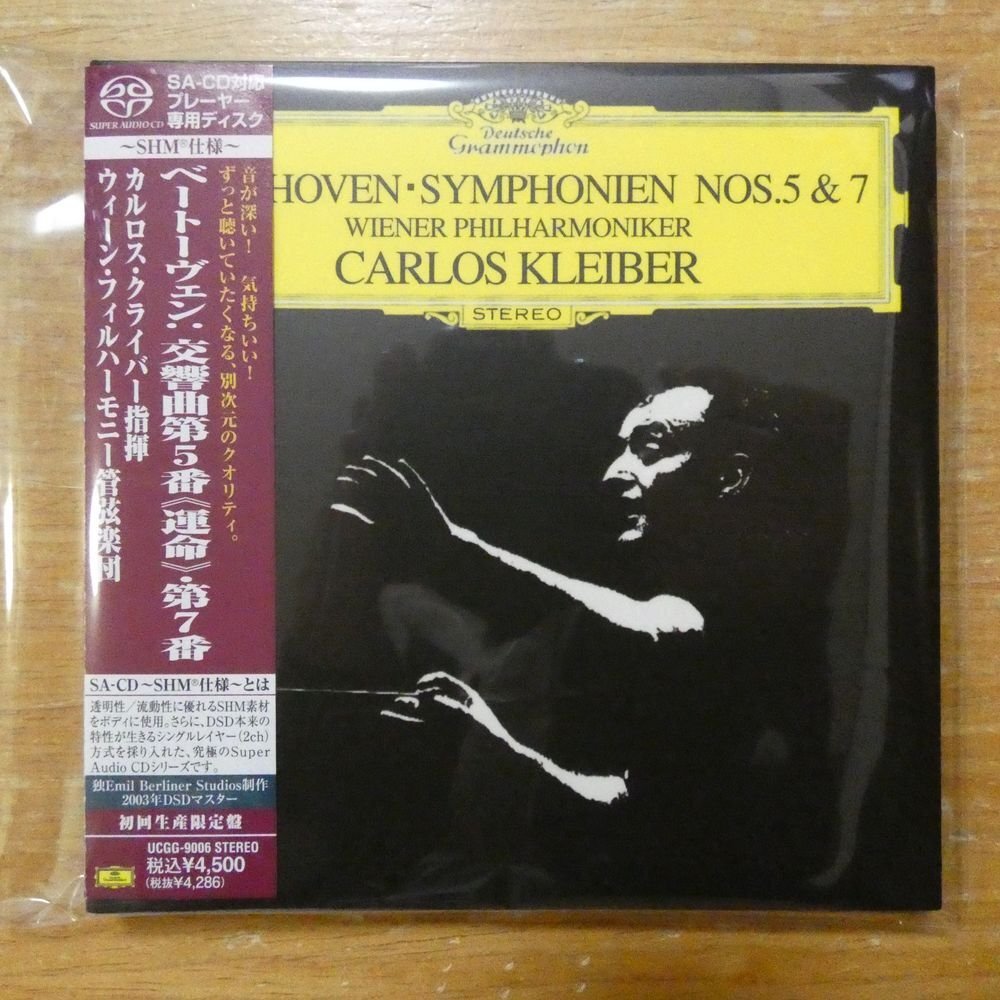 SUPER AUDIO CD
SA-CD対応
プレーヤー
専用ディスク
～SHM®仕様～
音が深い! 気持ちいい!
ずっと聴いていたくなる、別次元のクオリティ。
ベートーヴェン:交響曲第5番《運命》・第7番
カルロス・クライバー指揮
ウィーン・フィルハーモニー管弦楽団
SA-CD～SHM®仕様～とは
透明性/流動性に優れるSHM素材
をボディに使用。さらに、DSD本来の
特性が生きるシングルレイヤー(2ch)
方式を採り入れた、究極のSuper
Audio CDシリーズです。
独Emil Berliner Studios制作
2003年DSDマスター
初回生産限定盤
UCGG-9006 STEREO
税込¥4,500
(税抜¥4,286)
Deutsche
Grammophon
HOVEN・SYMPHONIEN NOS.5 & 7
WIENER PHILHARMONIKER
CARLOS KLEIBER
STEREO